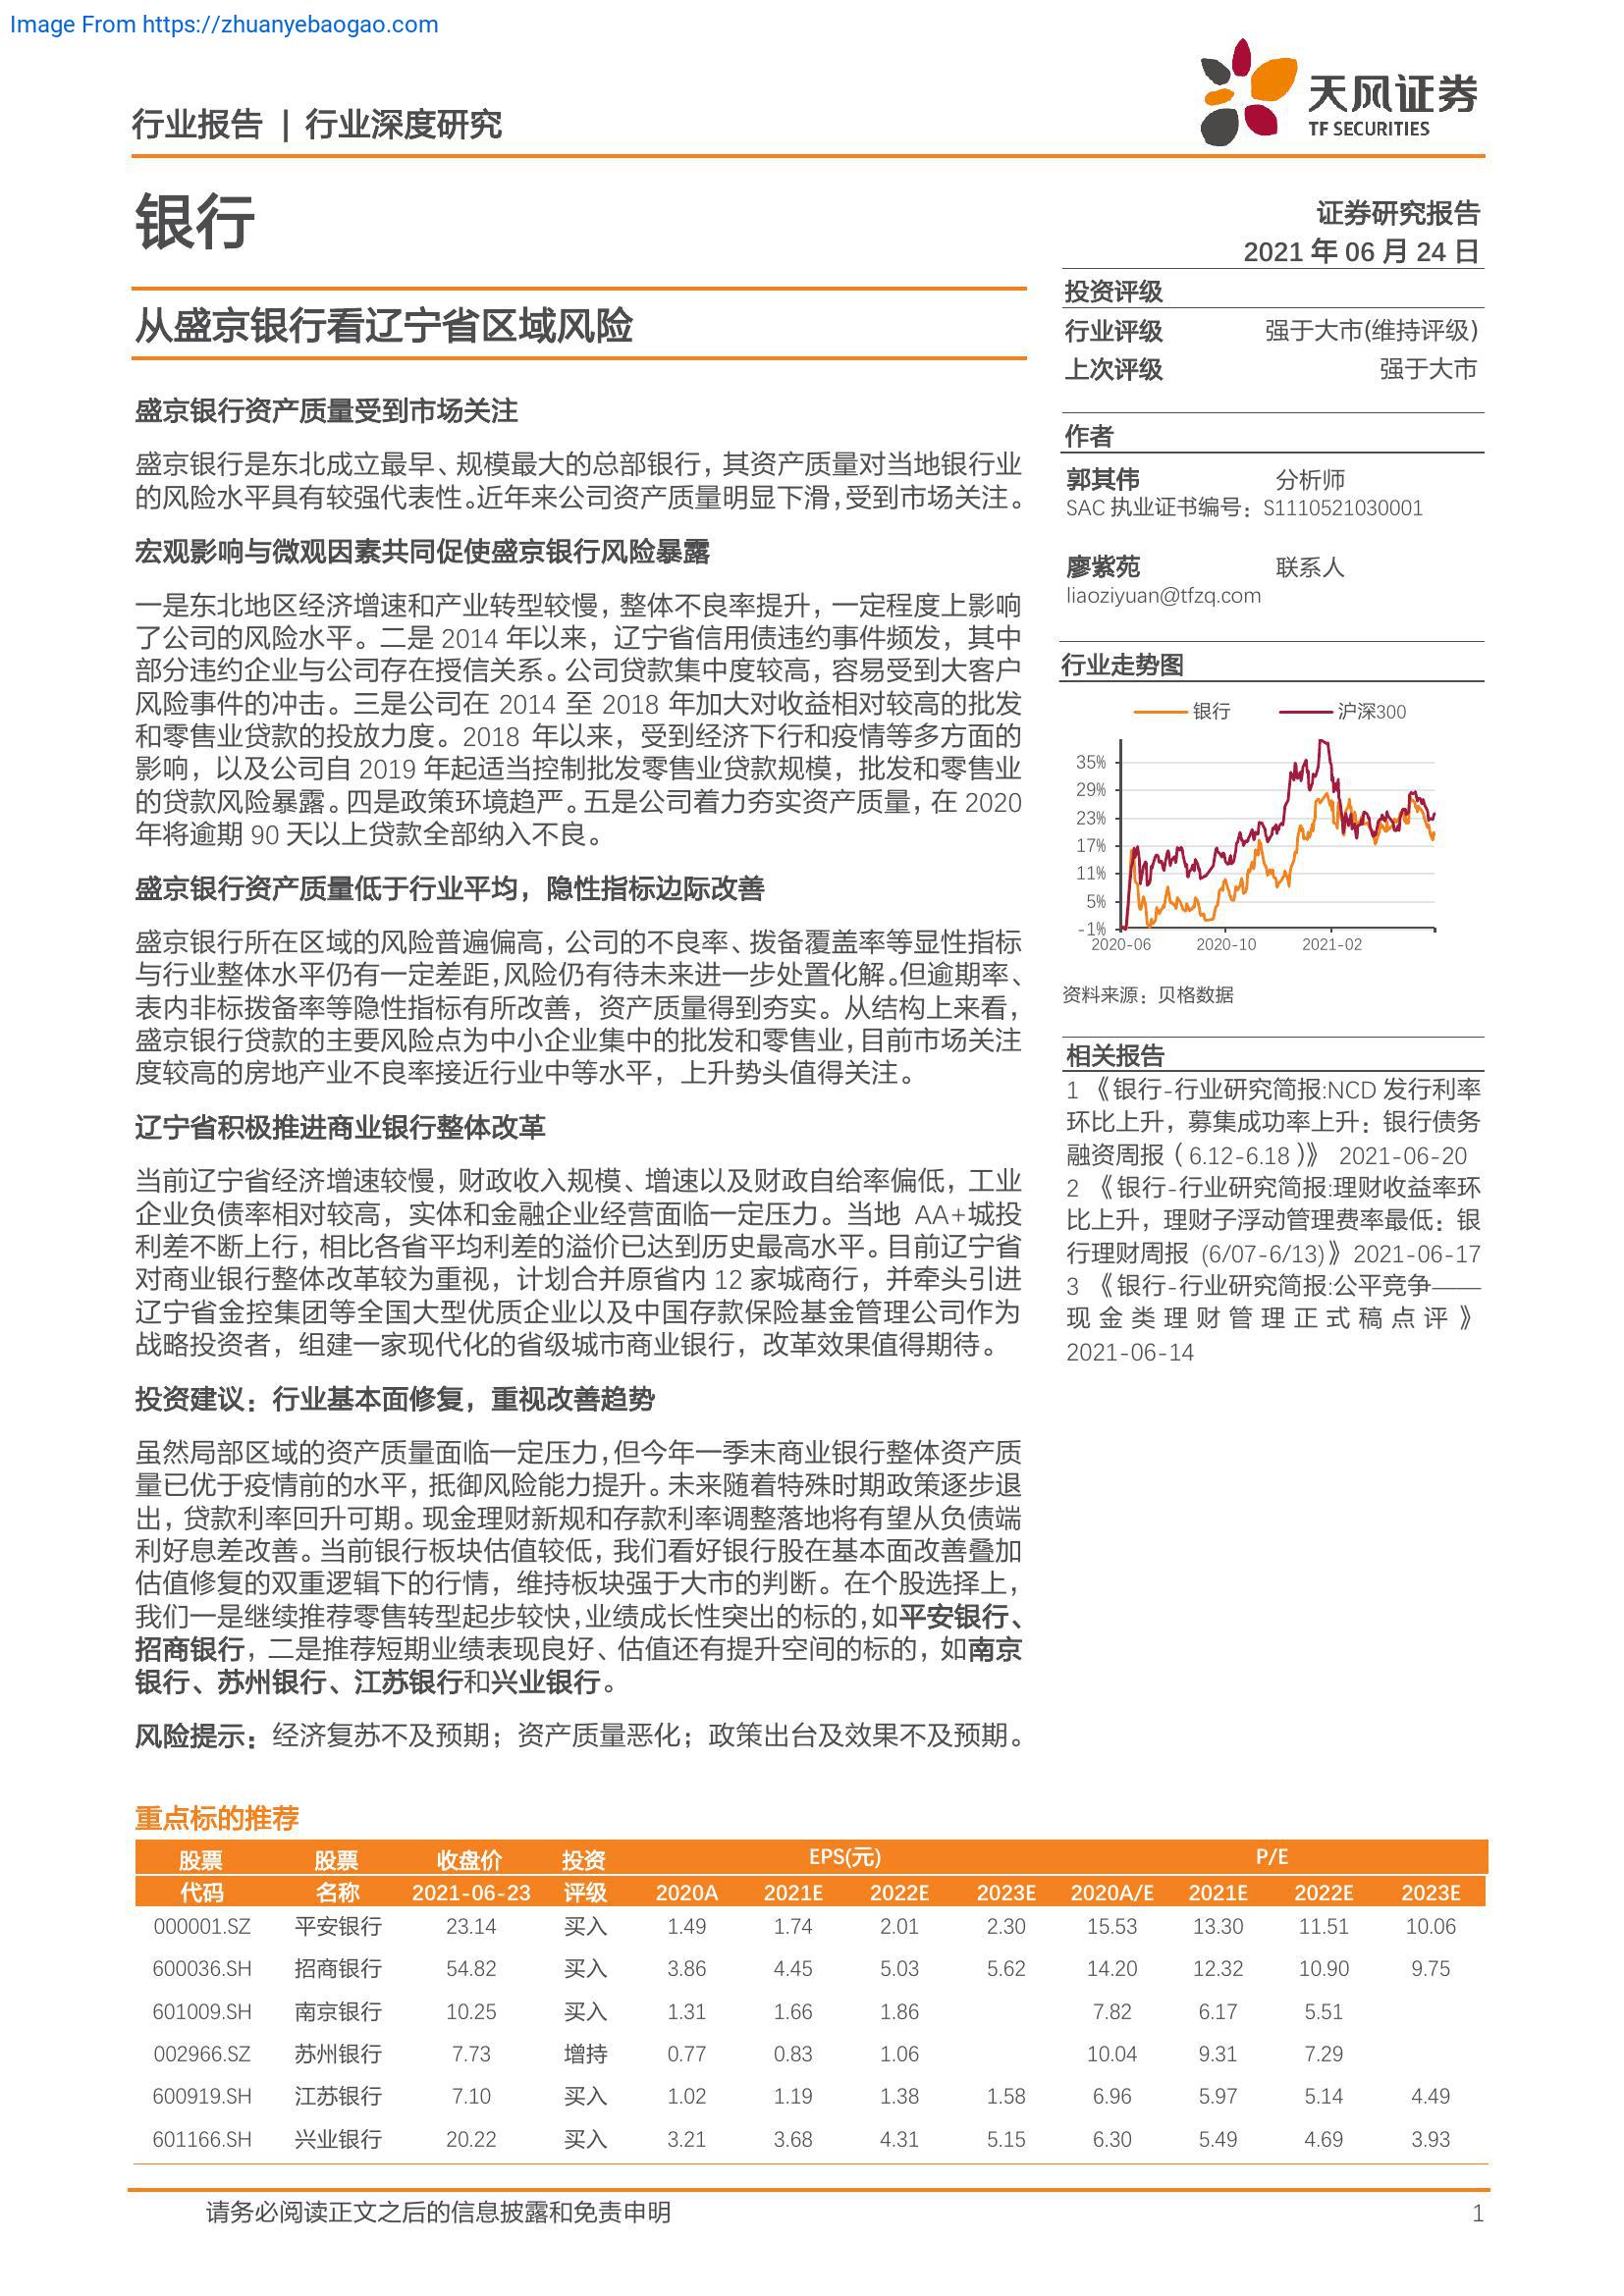 Image From https://zhuanyebaogao.com
行业报告 | 行业深度研究
天风证券
TF SECURITIES
银行
证券研究报告
2021 年 06 月 24 日
从盛京银行看辽宁省区域风险
盛京银行资产质量受到市场关注
盛京银行是东北成立最早、规模最大的总部银行，其资产质量对当地银行业
的风险水平具有较强代表性。近年来公司资产质量明显下滑，受到市场关注。
宏观影响与微观因素共同促使盛京银行风险暴露
一是东北地区经济增速和产业转型较慢，整体不良率提升，一定程度上影响
了公司的风险水平。二是 2014 年以来，辽宁省信用债违约事件频发，其中
部分违约企业与公司存在授信关系。公司贷款集中度较高，容易受到大客户
风险事件的冲击。三是公司在 2014 至 2018 年加大对收益相对较高的批发
和零售业贷款的投放力度。2018 年以来，受到经济下行和疫情等多方面的
影响，以及公司自 2019 年起适当控制批发零售业贷款规模，批发和零售业
的贷款风险暴露。四是政策环境趋严。五是公司着力夯实资产质量，在 2020
年将逾期 90 天以上贷款全部纳入不良。
盛京银行资产质量低于行业平均，隐性指标边际改善
盛京银行所在区域的风险普遍偏高，公司的不良率、拨备覆盖率等显性指标
与行业整体水平仍有一定差距，风险仍有待未来进一步处置化解。但逾期率、
表内非标拨备率等隐性指标有所改善，资产质量得到夯实。从结构上来看，
盛京银行贷款的主要风险点为中小企业集中的批发和零售业，目前市场关注
度较高的房地产业不良率接近行业中等水平，上升势头值得关注。
辽宁省积极推进商业银行整体改革
当前辽宁省经济增速较慢，财政收入规模、增速以及财政自给率偏低，工业
企业负债率相对较高，实体和金融企业经营面临一定压力。当地 AA+城投
利差不断上行，相比各省平均利差的溢价已达到历史最高水平。目前辽宁省
对商业银行整体改革较为重视，计划合并原省内 12 家城商行，并牵头引进
辽宁省金控集团等全国大型优质企业以及中国存款保险基金管理公司作为
战略投资者，组建一家现代化的省级城市商业银行，改革效果值得期待。
投资建议：行业基本面修复，重视改善趋势
虽然局部区域的资产质量面临一定压力，但今年一季末商业银行整体资产质
量已优于疫情前的水平，抵御风险能力提升。未来随着特殊时期政策逐步退
出，贷款利率回升可期。现金理财新规和存款利率调整落地将有望从负债端
利好息差改善。当前银行板块估值较低，我们看好银行股在基本面改善叠加
估值修复的双重逻辑下的行情，维持板块强于大市的判断。在个股选择上，
我们一是继续推荐零售转型起步较快，业绩成长性突出的标的，如平安银行、
招商银行，二是推荐短期业绩表现良好、估值还有提升空间的标的，如南京
银行、苏州银行、江苏银行和兴业银行。
风险提示：经济复苏不及预期；资产质量恶化；政策出台及效果不及预期。
投资评级
行业评级 强于大市(维持评级)
上次评级 强于大市
作者
郭其伟 分析师
SAC 执业证书编号：S1110521030001
廖紫苑 联系人
liaoziyuan@tfzq.com
行业走势图
银行 沪深300
35%
29%
23%
17%
11%
5%
-1%
2020-06 2020-10 2021-02
资料来源：贝格数据
相关报告
1 《银行-行业研究简报:NCD 发行利率
环比上升，募集成功率上升：银行债务
融资周报（6.12-6.18）》 2021-06-20
2 《银行-行业研究简报:理财收益率环
比上升，理财子浮动管理费率最低：银
行理财周报 (6/07-6/13)》2021-06-17
3 《银行-行业研究简报:公平竞争——
现金类理财管理正式稿点评》
2021-06-14
重点标的推荐
股票 股票 收盘价 投资 EPS(元) P/E
代码 名称 2021-06-23 评级 2020A 2021E 2022E 2023E 2020A/E 2021E 2022E 2023E
000001.SZ 平安银行 23.14 买入 1.49 1.74 2.01 2.30 15.53 13.30 11.51 10.06
600036.SH 招商银行 54.82 买入 3.86 4.45 5.03 5.62 14.20 12.32 10.90 9.75
601009.SH 南京银行 10.25 买入 1.31 1.66 1.86 7.82 6.17 5.51
002966.SZ 苏州银行 7.73 增持 0.77 0.83 1.06 10.04 9.31 7.29
600919.SH 江苏银行 7.10 买入 1.02 1.19 1.38 1.58 6.96 5.97 5.14 4.49
601166.SH 兴业银行 20.22 买入 3.21 3.68 4.31 5.15 6.30 5.49 4.69 3.93
请务必阅读正文之后的信息披露和免责申明 1